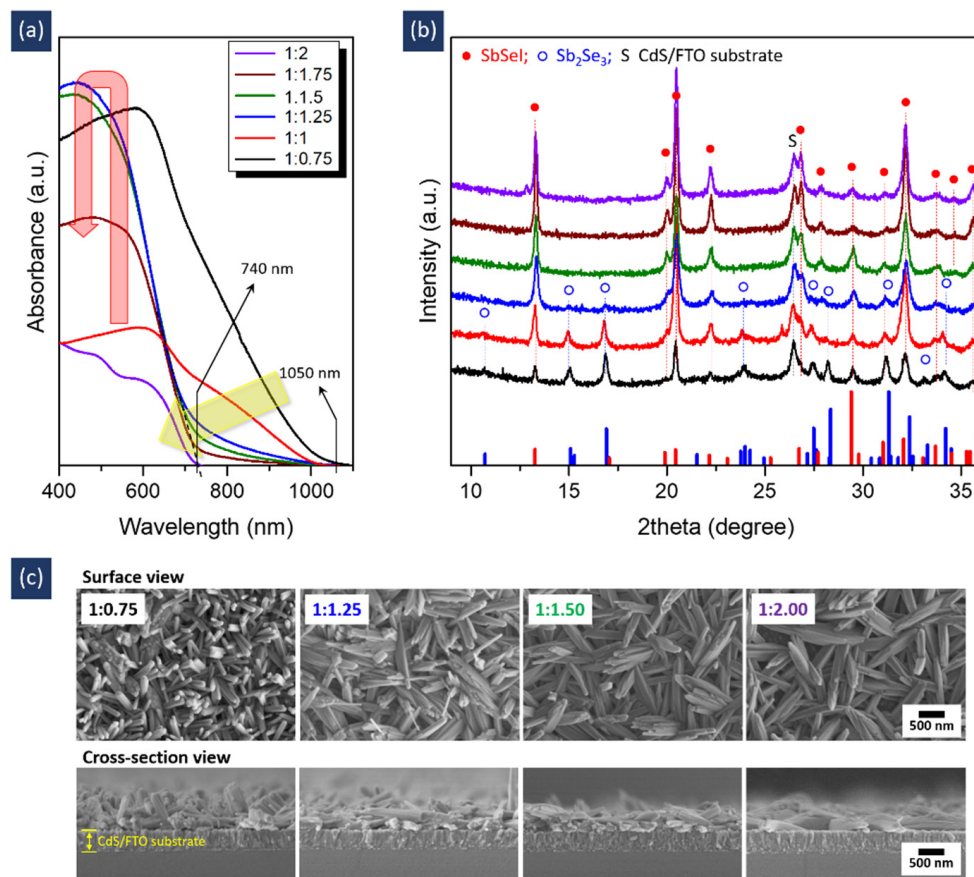 (a)
1:2
1:1.75
1.1.5
1:1.25
1:1
1:0.75
740 nm
1050 nm
Absorbance (a.u.)
400 600 800 1000
Wavelength (nm)
(b)
SbSeI; Sb₂Se₃; S CdS/FTO substrate
S
Intensity (a.u.)
10 15 20 25 30 35
2theta (degree)
(c)
Surface view
1:0.75
1:1.25
1:1.50
1:2.00
500 nm
Cross-section view
CdS/FTO substrate
500 nm